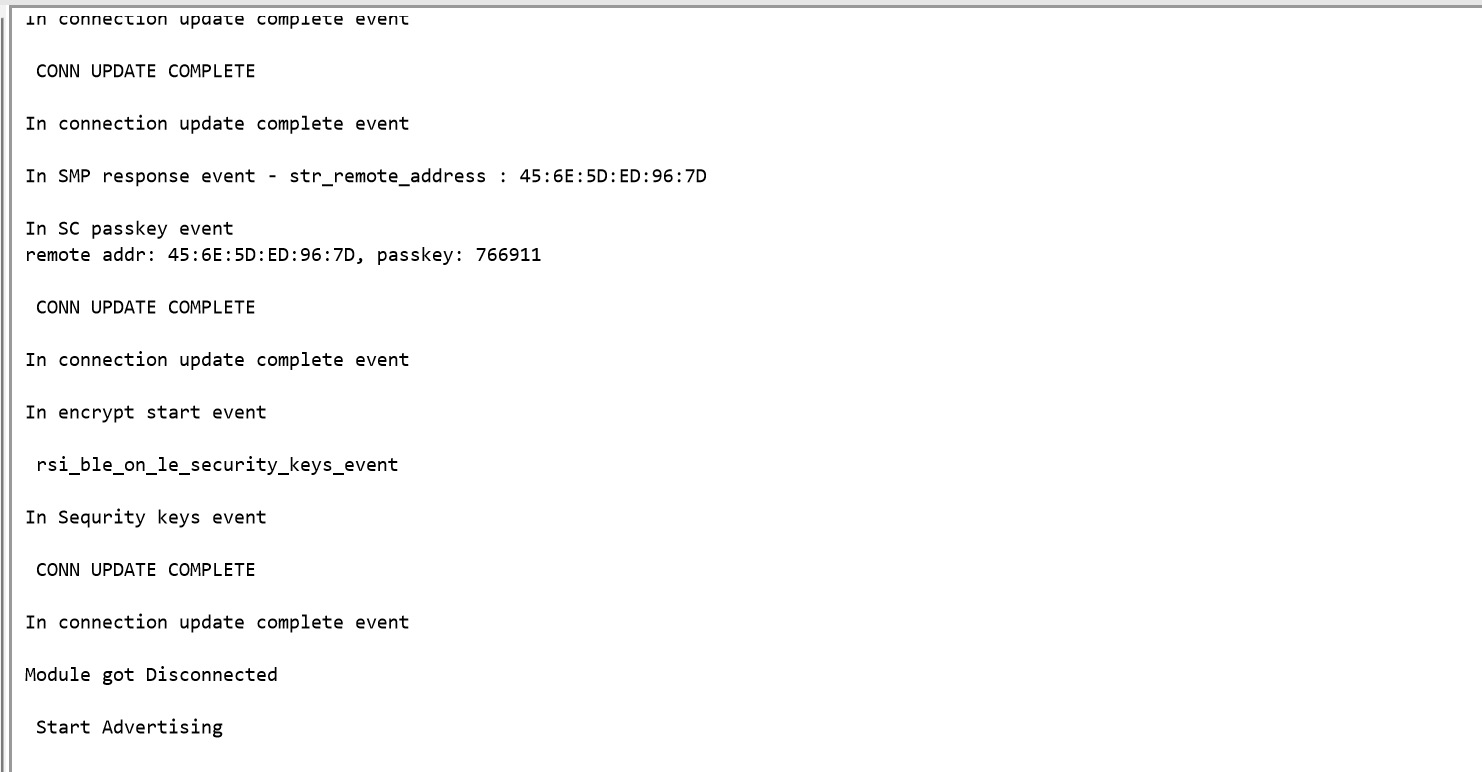 In connection update complete event
CONN UPDATE COMPLETE
In connection update complete event
In SMP response event - str_remote_address : 45:6E:5D:ED:96:7D
In SC passkey event
remote addr: 45:6E:5D:ED:96:7D, passkey: 766911
CONN UPDATE COMPLETE
In connection update complete event
In encrypt start event
rsi_ble_on_le_security_keys_event
In Sequrity keys event
CONN UPDATE COMPLETE
In connection update complete event
Module got Disconnected
Start Advertising